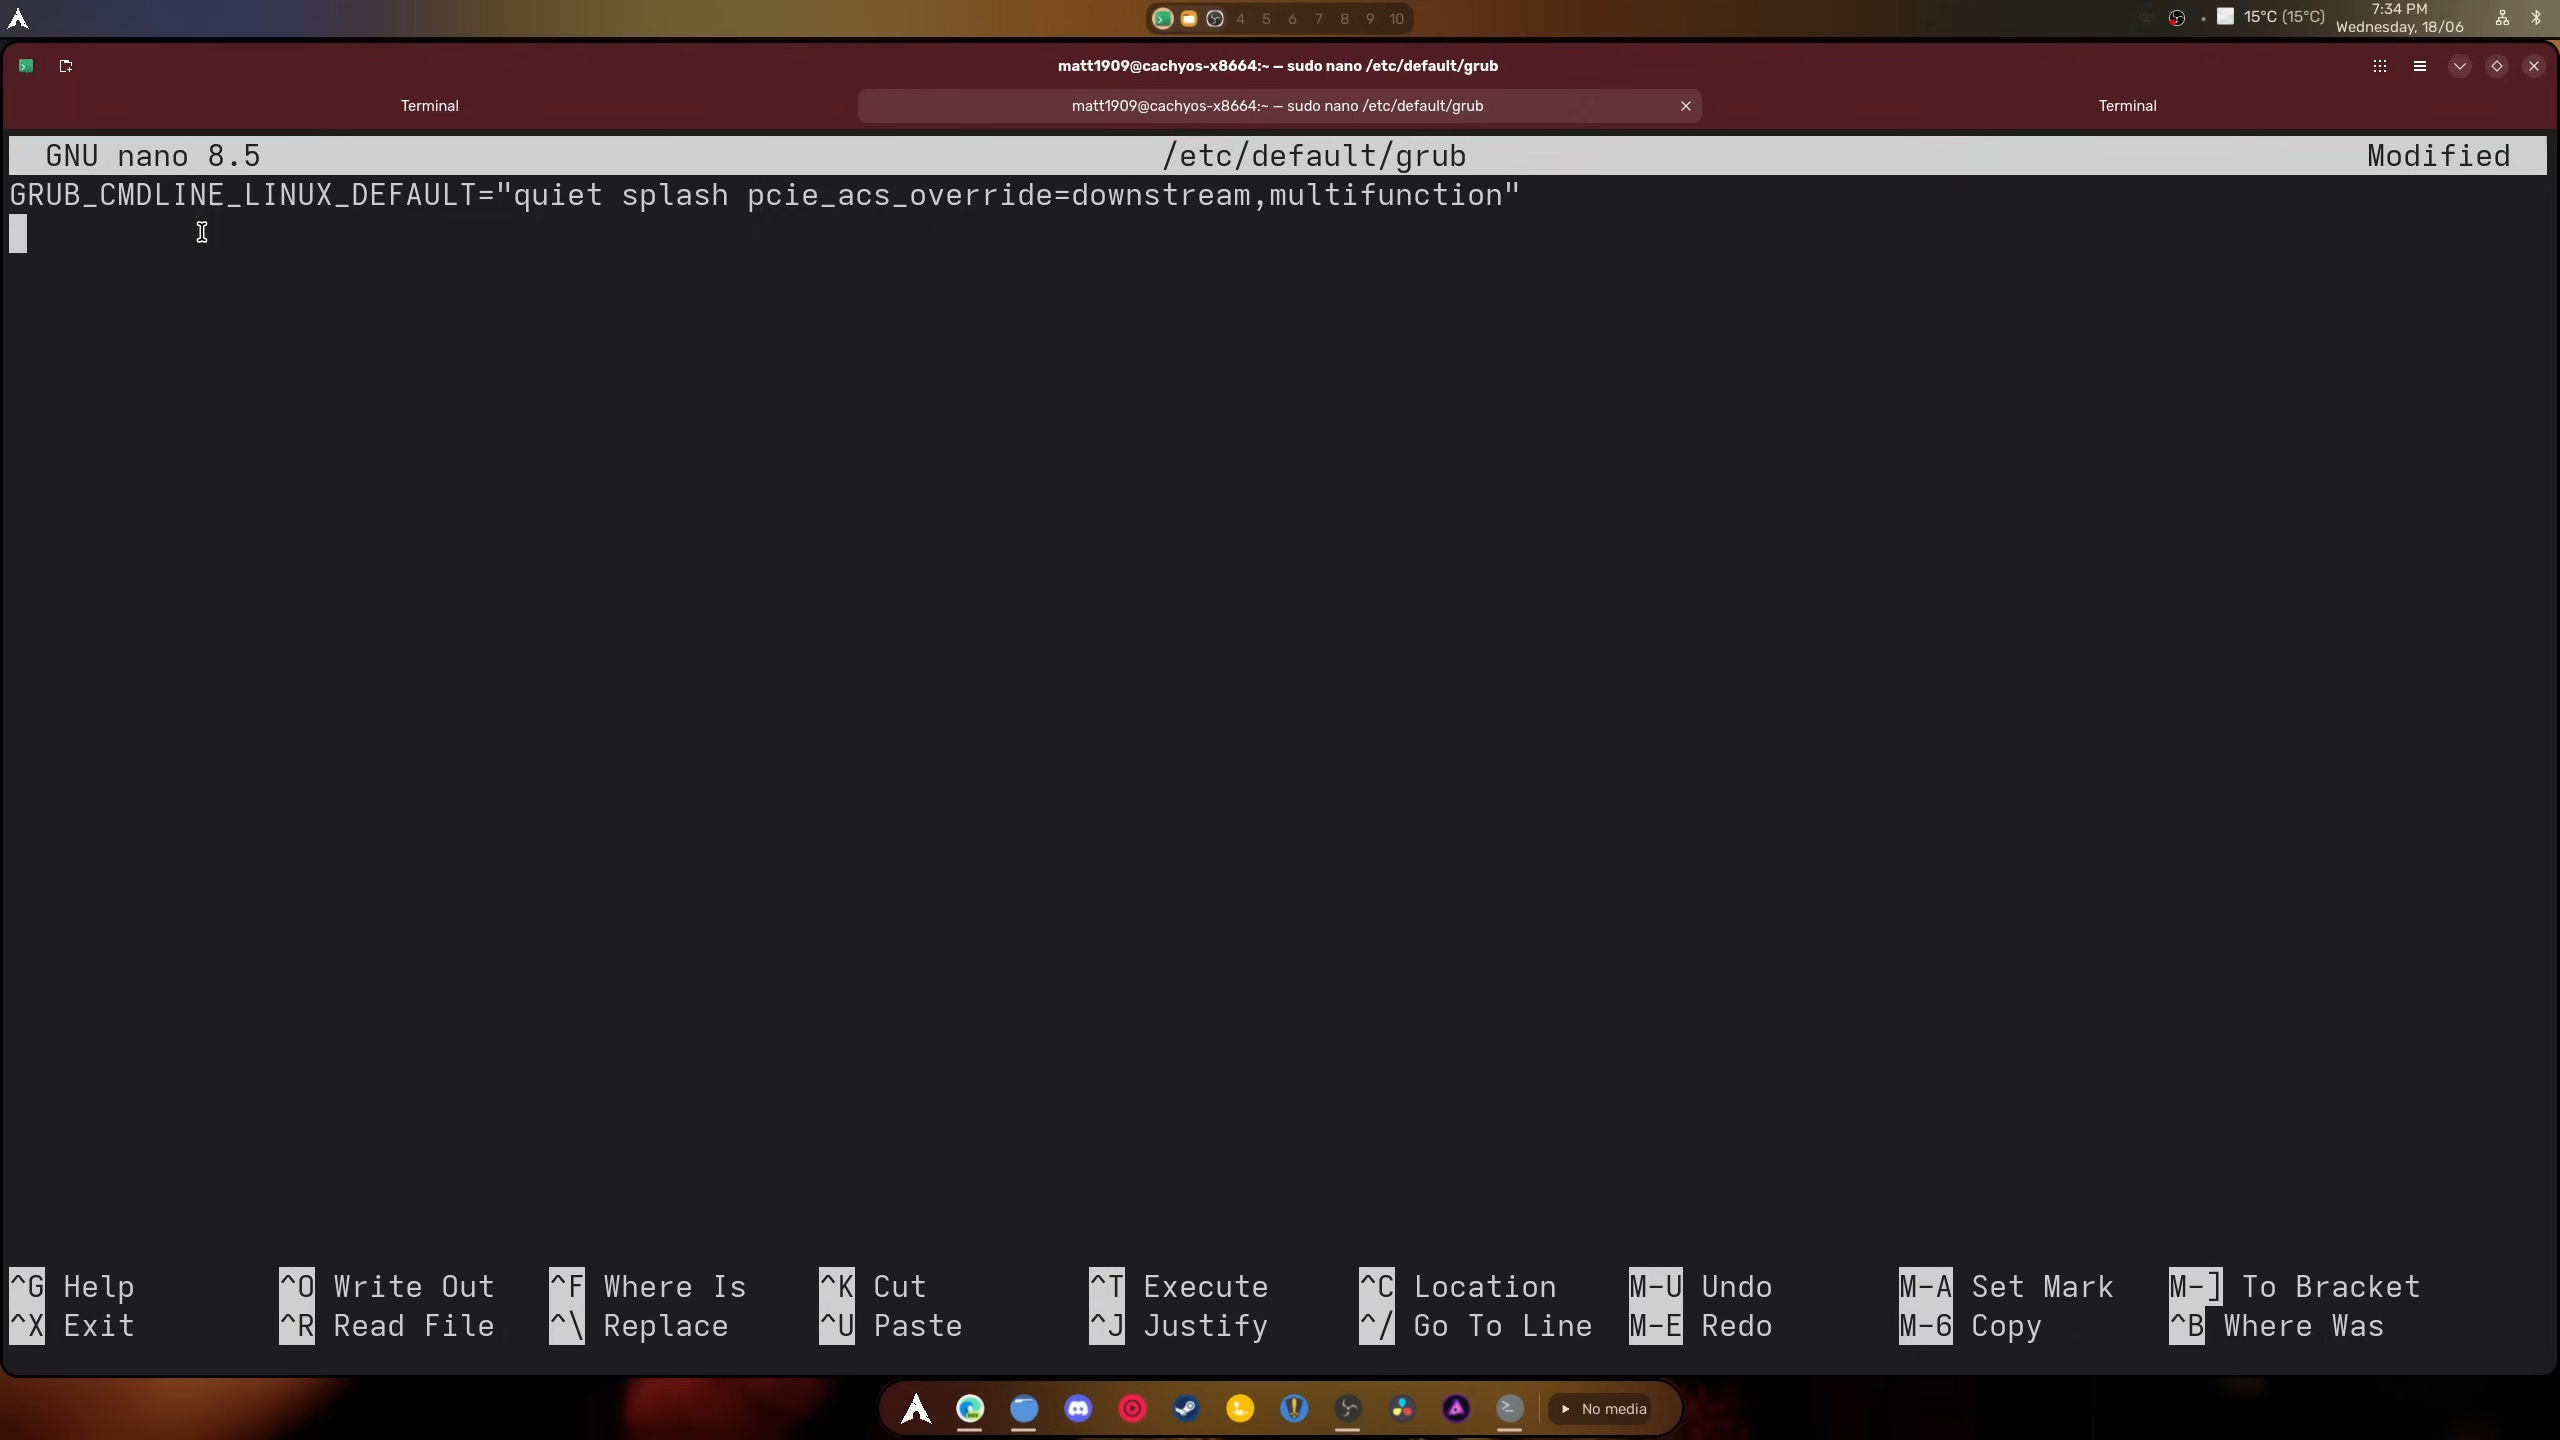 4 5 6 7 8 9 10
15°C (15°C)
7:34 PM
Wednesday, 18/06
matt1909@cachyos-x8664:~ — sudo nano /etc/default/grub
Terminal
matt1909@cachyos-x8664:~ — sudo nano /etc/default/grub
Terminal
GNU nano 8.5 /etc/default/grub Modified
GRUB_CMDLINE_LINUX_DEFAULT="quiet splash pcie_acs_override=downstream,multifunction"
^G Help ^O Write Out ^F Where Is ^K Cut ^T Execute ^C Location M-U Undo M-A Set Mark M-] To Bracket
^X Exit ^R Read File ^\ Replace ^U Paste ^J Justify ^/ Go To Line M-E Redo M-6 Copy ^B Where Was
No media